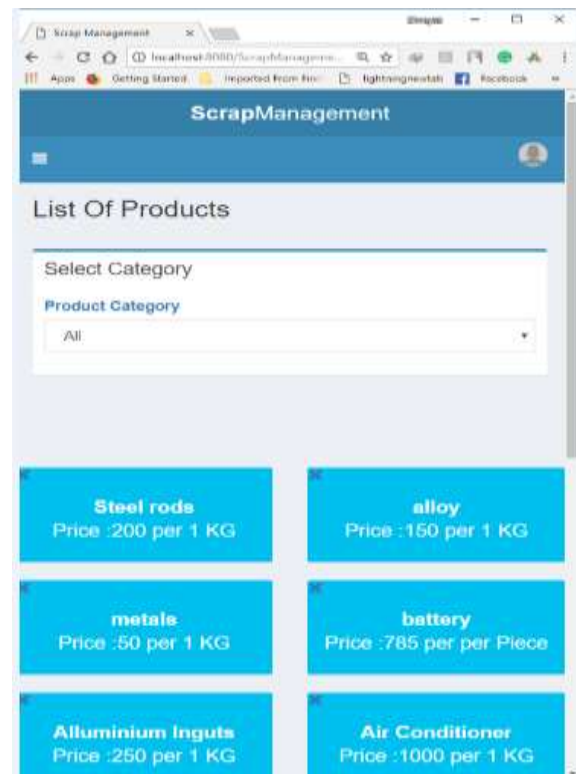 Scrap Management
localhost:8080/ScrapManageme...
Apps Getting Started Imported From Fire lightningnewtab Facebook
ScrapManagement
List Of Products
Select Category
Product Category
All
Steel rods
Price :200 per 1 KG
alloy
Price :150 per 1 KG
metals
Price :50 per 1 KG
battery
Price :785 per per Piece
Alluminium Inguts
Price :250 per 1 KG
Air Conditioner
Price :1000 per 1 KG